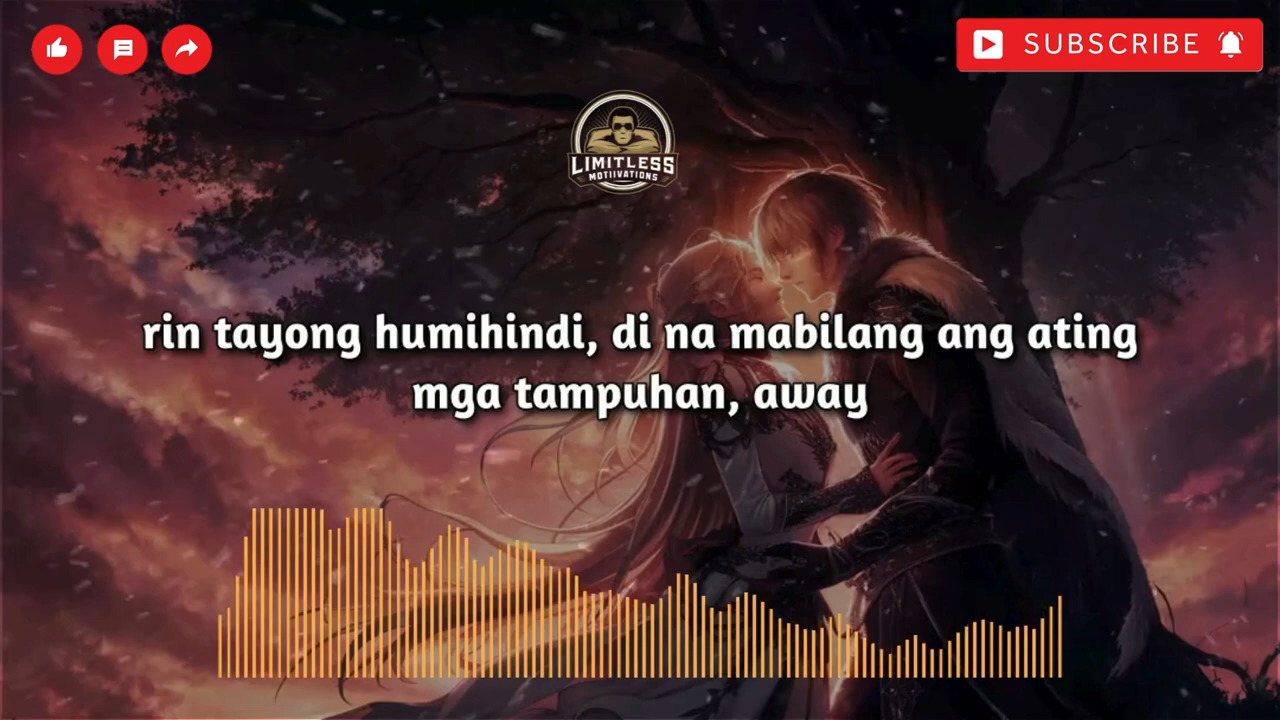 SUBSCRIBE
LIMITLESS
MOTIIVATIONS
rin tayong humihindi, di na mabilang ang ating
mga tampuhan, away